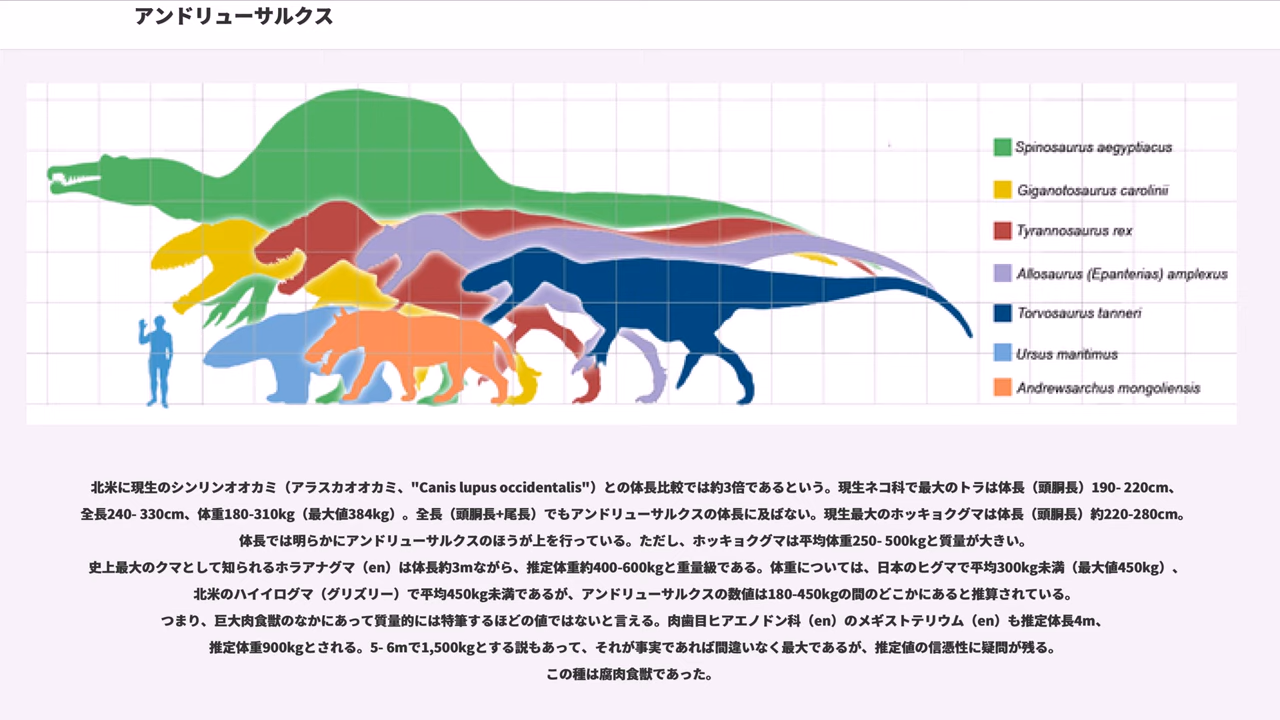 アンドリューサルクス
Spinosaurus aegyptiacus
Giganotosaurus carolinii
Tyrannosaurus rex
Allosaurus (Epanterias) amplexus
Torvosaurus tanneri
Ursus maritimus
Andrewsarchus mongoliensis
北米に現生のシンリンオオカミ（アラスカオオカミ、"Canis lupus occidentalis"）との体長比較では約3倍であるという。現生ネコ科で最大のトラは体長（頭胴長）190- 220cm、
全長240- 330cm、体重180-310kg（最大値384kg）。全長（頭胴長+尾長）でもアンドリューサルクスの体長に及ばない。現生最大のホッキョクグマは体長（頭胴長）約220-280cm。
体長では明らかにアンドリューサルクスのほうが上を行っている。ただし、ホッキョクグマは平均体重250- 500kgと質量が大きい。
史上最大のクマとして知られるホラアナグマ（en）は体長約3mながら、推定体重約400-600kgと重量級である。体重については、日本のヒグマで平均300kg未満（最大値450kg）、
北米のハイイログマ（グリズリー）で平均450kg未満であるが、アンドリューサルクスの数値は180-450kgの間のどこかにあると推算されている。
つまり、巨大肉食獣のなかにあって質量的には特筆するほどの値ではないと言える。肉歯目ヒアエノドン科（en）のメギストテリウム（en）も推定体長4m、
推定体重900kgとされる。5- 6mで1,500kgとする説もあって、それが事実であれば間違いなく最大であるが、推定値の信憑性に疑問が残る。
この種は腐肉食獣であった。